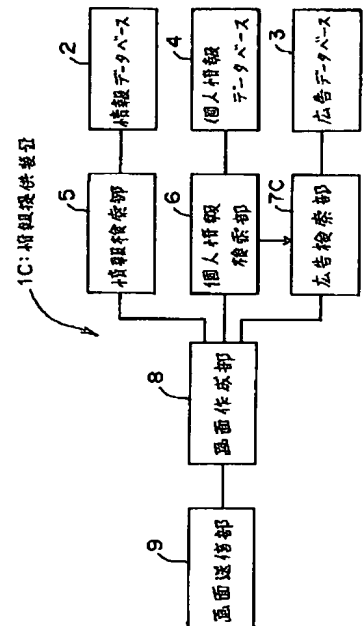 1C:情報提供装置
2
情報データベース
5
情報検索部
4
個人情報
データベース
6
個人情報
検索部
3
広告データベース
7C
広告検索部
8
画面作成部
9
画面送信部